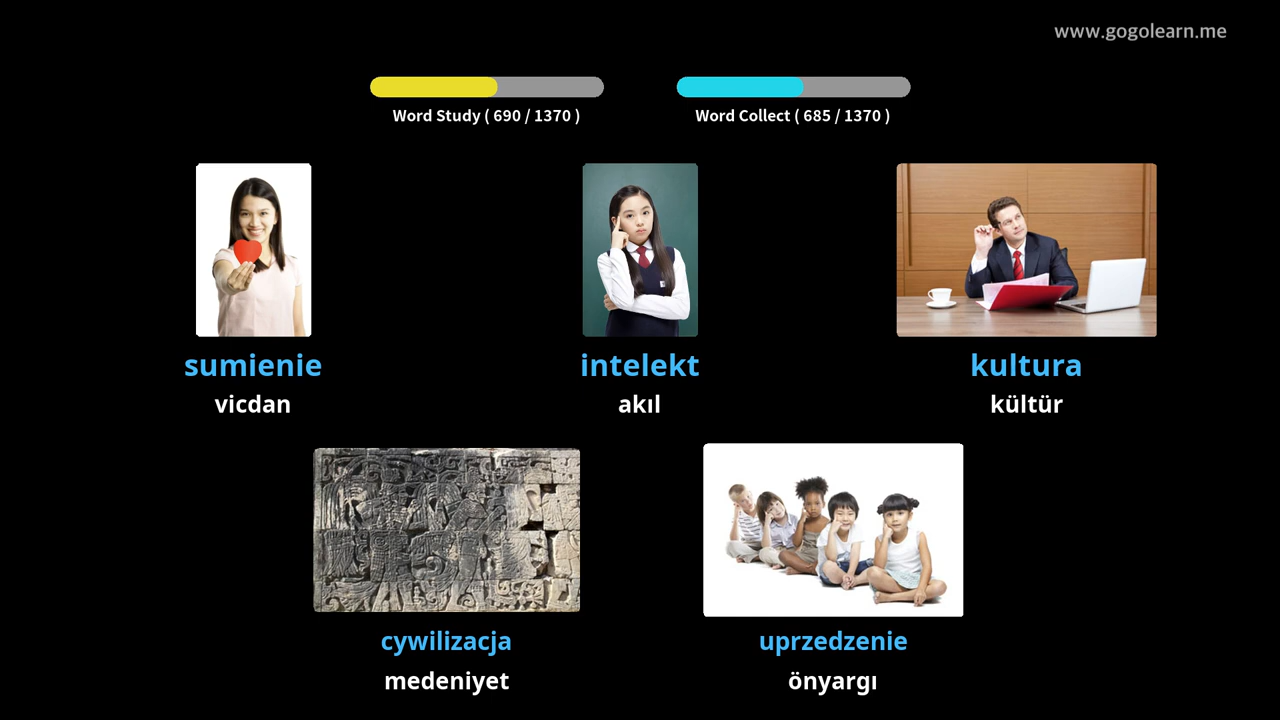 www.gogolearn.me
Word Study ( 690 / 1370 )
Word Collect ( 685 / 1370 )
sumienie
vicdan
intelekt
akıl
kultura
kültür
cywilizacja
medeniyet
uprzedzenie
önyargı